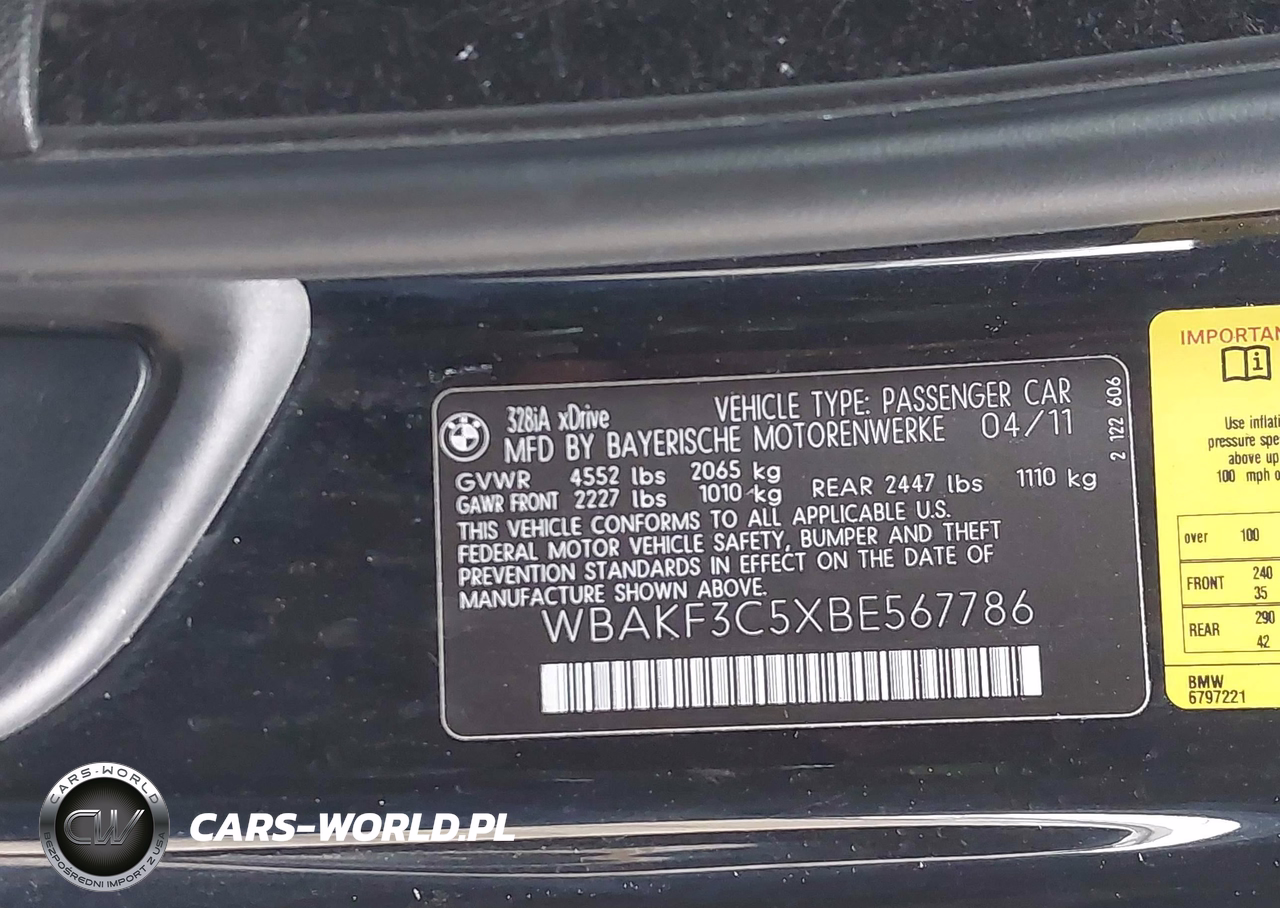 328iA xDrive
VEHICLE TYPE: PASSENGER CAR
MFD BY BAYERISCHE MOTORENWERKE 04/11
GVWR 4552 lbs 2065 kg
GAWR FRONT 2227 lbs 1010 kg REAR 2447 lbs 1110 kg
THIS VEHICLE CONFORMS TO ALL APPLICABLE U.S.
FEDERAL MOTOR VEHICLE SAFETY, BUMPER AND THEFT
PREVENTION STANDARDS IN EFFECT ON THE DATE OF
MANUFACTURE SHOWN ABOVE.
WBAKF3C5XBE567786
2 122 606
IMPORTAN
Use inflati
pressure spe
above up
100 mph o
over 100
FRONT 240
35
REAR 290
42
BMW
6797221
CARS-WORLD
CW
BEZPOŚREDNI IMPORT Z USA
CARS-WORLD.PL